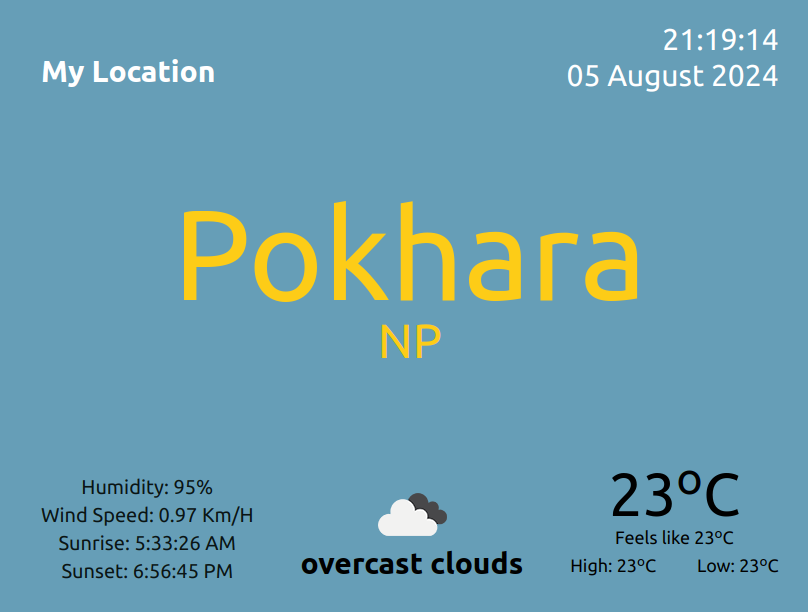 My Location
21:19:14
05 August 2024
Pokhara
NP
Humidity: 95%
Wind Speed: 0.97 Km/H
Sunrise: 5:33:26 AM
Sunset: 6:56:45 PM
overcast clouds
23ºC
Feels like 23ºC
High: 23ºC Low: 23ºC